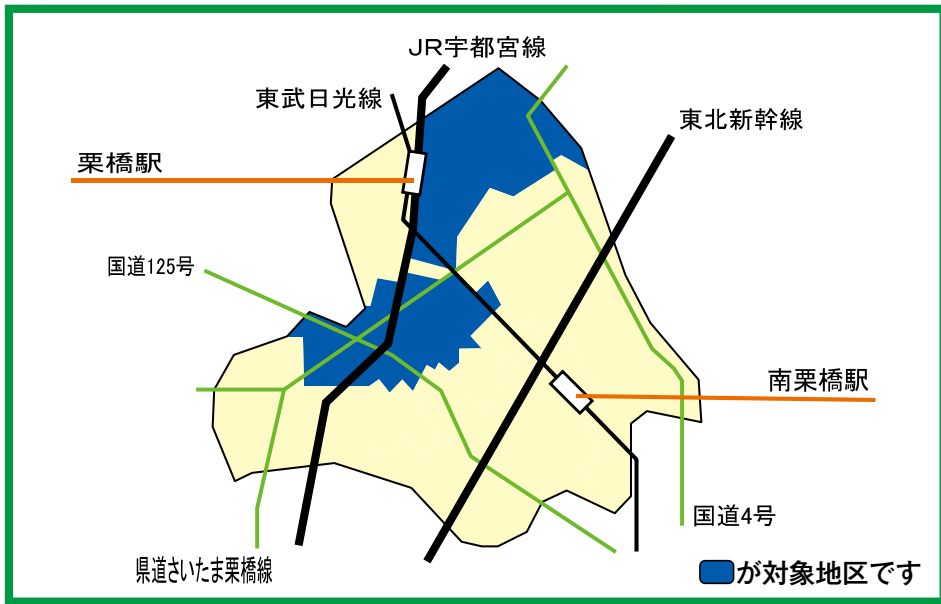 JR宇都宮線
東武日光線
東北新幹線
栗橋駅
国道125号
南栗橋駅
国道4号
県道さいたま栗橋線
が対象地区です